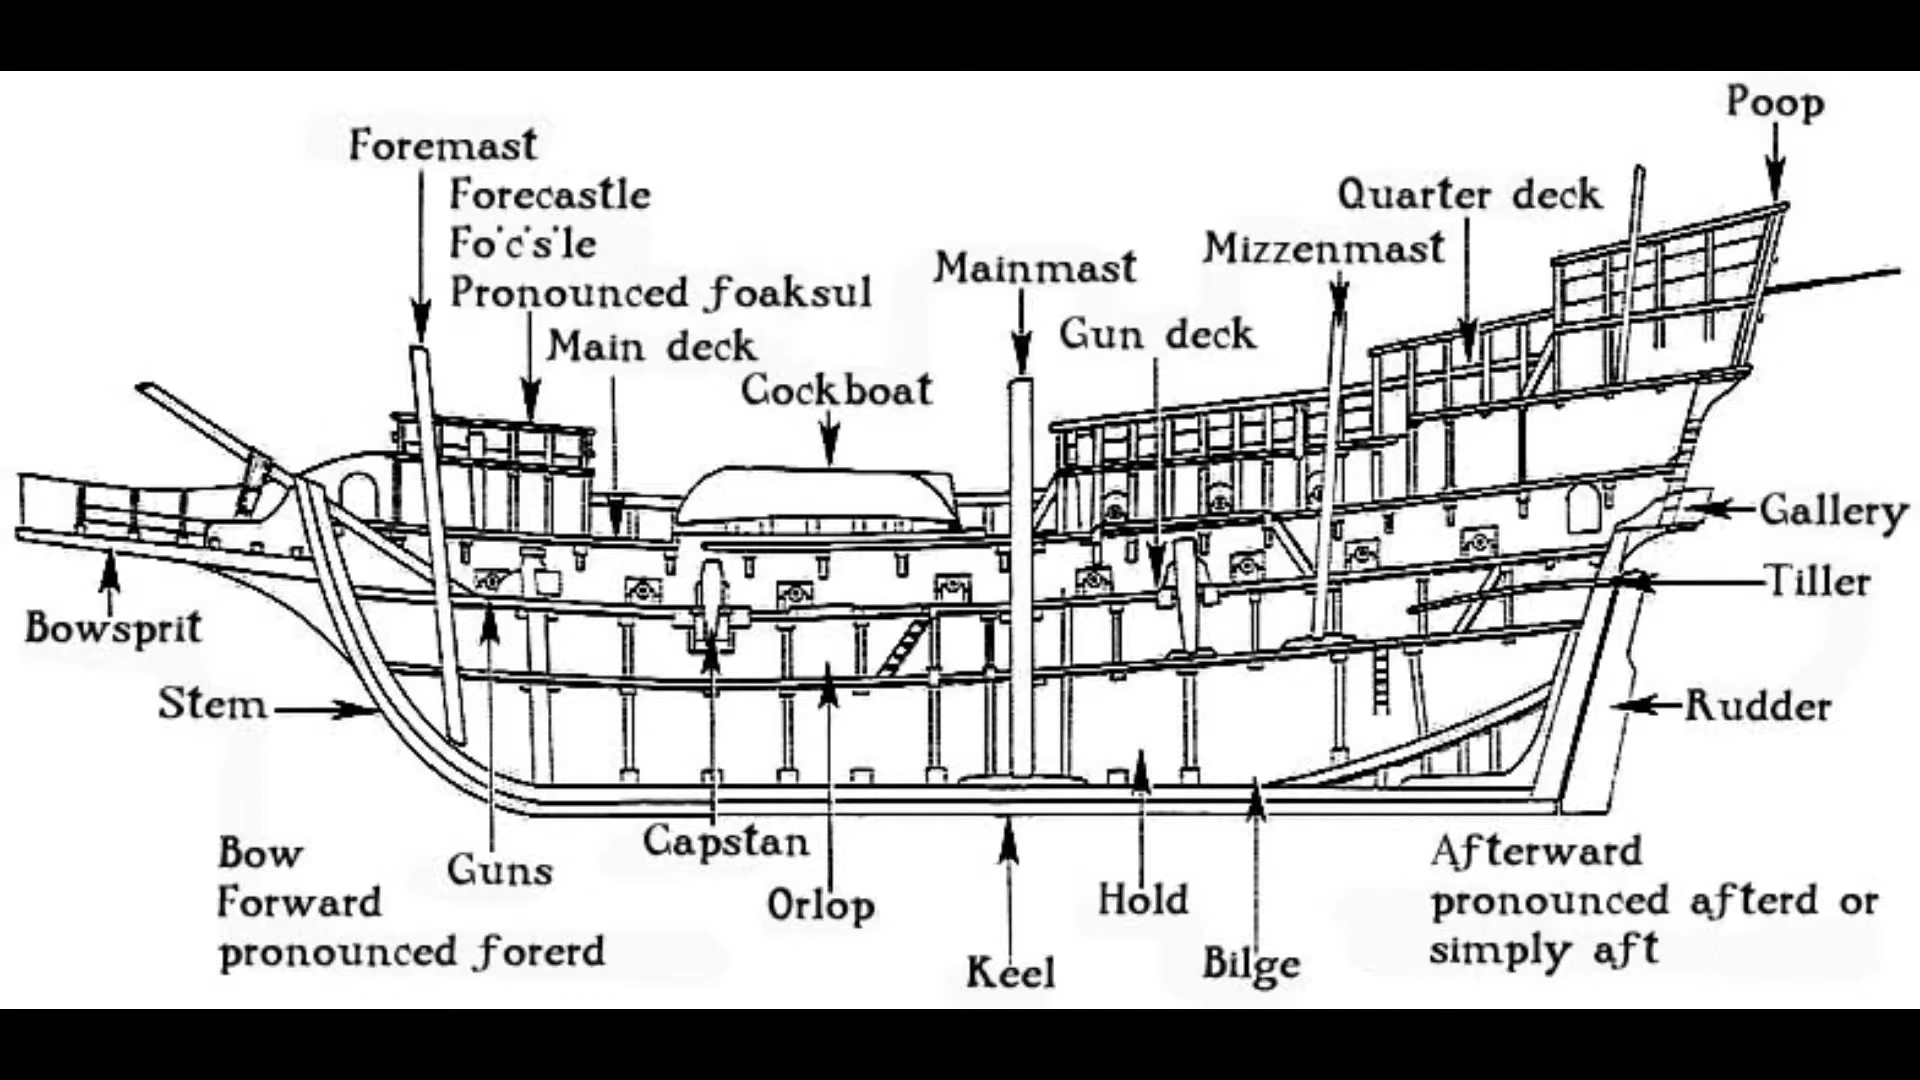 Poop
Foremast
Forecastle
Fo'c's'le
Pronounced foaksul
Quarter deck
Mizzenmast
Mainmast
Gun deck
Main deck
Cockboat
Gallery
Tiller
Bowsprit
Stem
Rudder
Bow
Forward
pronounced forerd
Guns
Capstan
Orlop
Keel
Hold
Bilge
Afterward
pronounced afterd or
simply aft